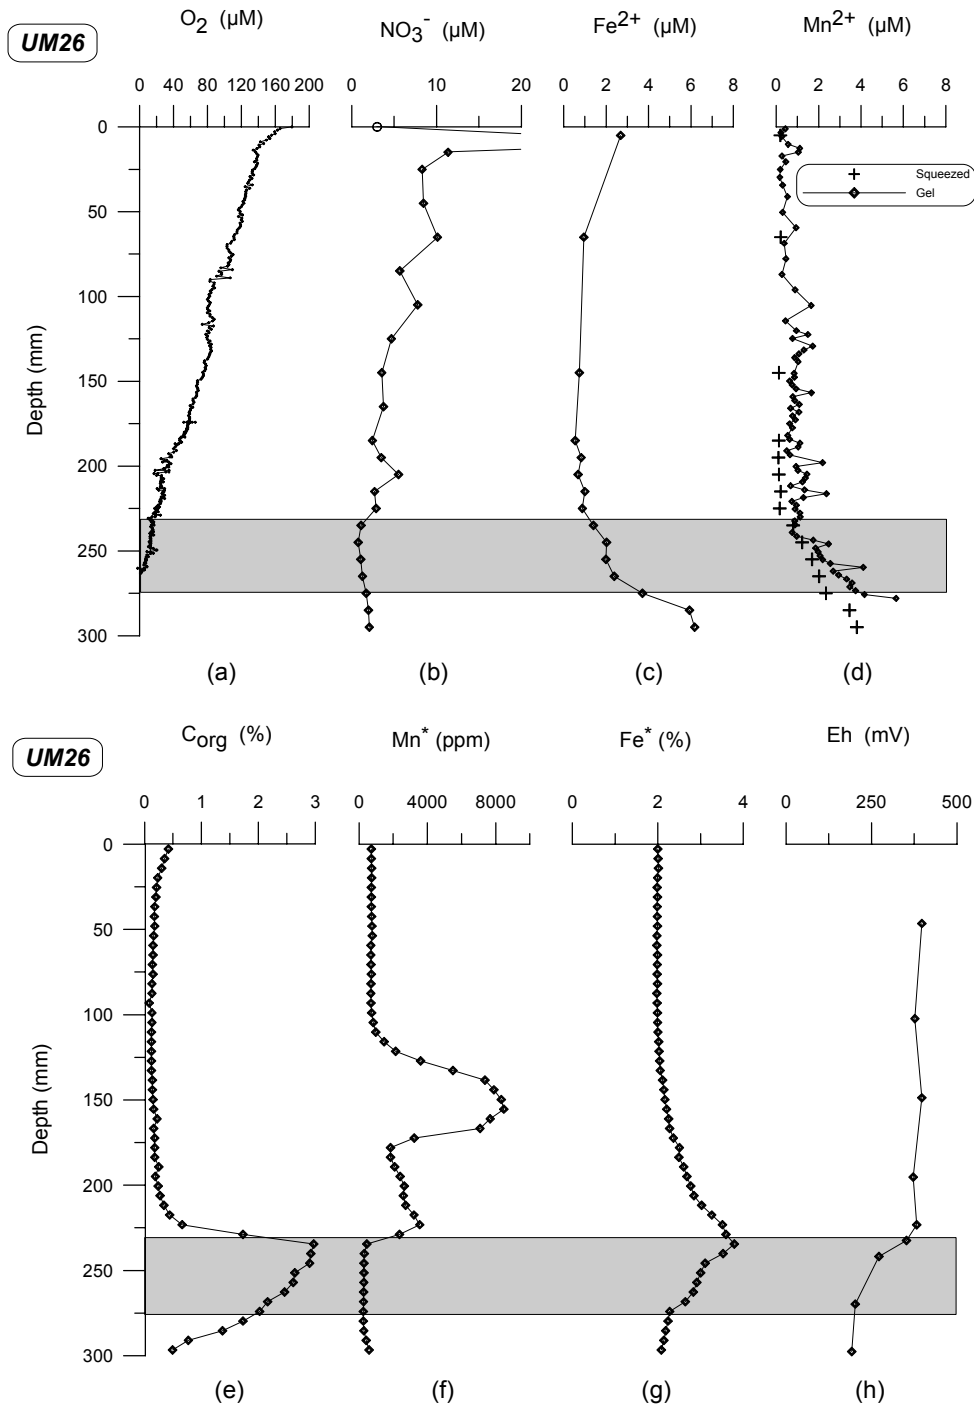 UM26
O2 (µM)
NO3- (µM)
Fe2+ (µM)
Mn2+ (µM)
0 40 80 120 160 200
0 10 20
0 2 4 6 8
0 2 4 6 8
Squeezed
Gel
Depth (mm)
0
50
100
150
200
250
300
(a) (b) (c) (d)
UM26
Corg (%)
Mn* (ppm)
Fe* (%)
Eh (mV)
0 1 2 3
0 4000 8000
0 2 4
0 250 500
Depth (mm)
0
50
100
150
200
250
300
(e) (f) (g) (h)